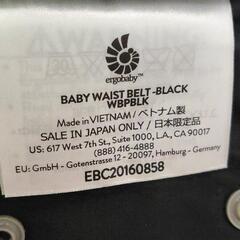 ergobaby™
BABY WAIST BELT -BLACK
WBPBLK
Made in VIETNAM / ベトナム製
SALE IN JAPAN ONLY / 日本限定品
US: 617 West 7th St., Suite 1000, L.A., CA 90017
(888) 416-4888
EU: GmbH - Gotenstrasse 12 - 20097, Hamburg - Germany
EBC20160858